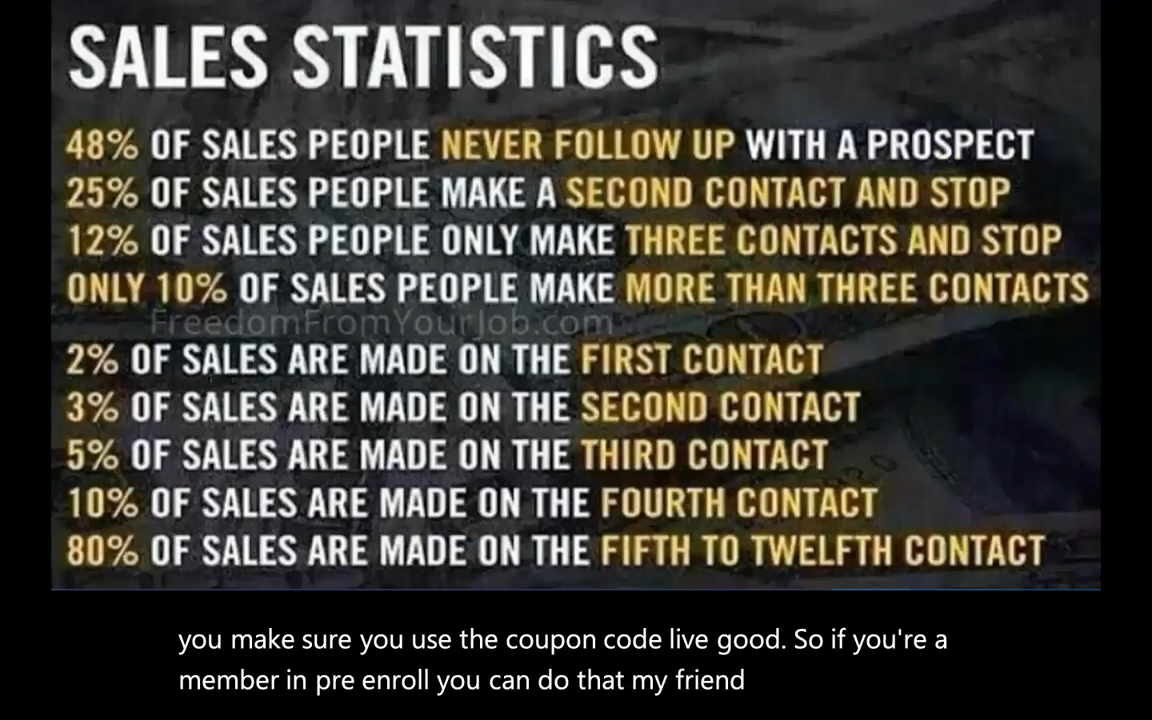 SALES STATISTICS
48% OF SALES PEOPLE NEVER FOLLOW UP WITH A PROSPECT
25% OF SALES PEOPLE MAKE A SECOND CONTACT AND STOP
12% OF SALES PEOPLE ONLY MAKE THREE CONTACTS AND STOP
ONLY 10% OF SALES PEOPLE MAKE MORE THAN THREE CONTACTS
FreedomFromYourJob.com
2% OF SALES ARE MADE ON THE FIRST CONTACT
3% OF SALES ARE MADE ON THE SECOND CONTACT
5% OF SALES ARE MADE ON THE THIRD CONTACT
10% OF SALES ARE MADE ON THE FOURTH CONTACT
80% OF SALES ARE MADE ON THE FIFTH TO TWELFTH CONTACT
you make sure you use the coupon code live good. So if you're a
member in pre enroll you can do that my friend